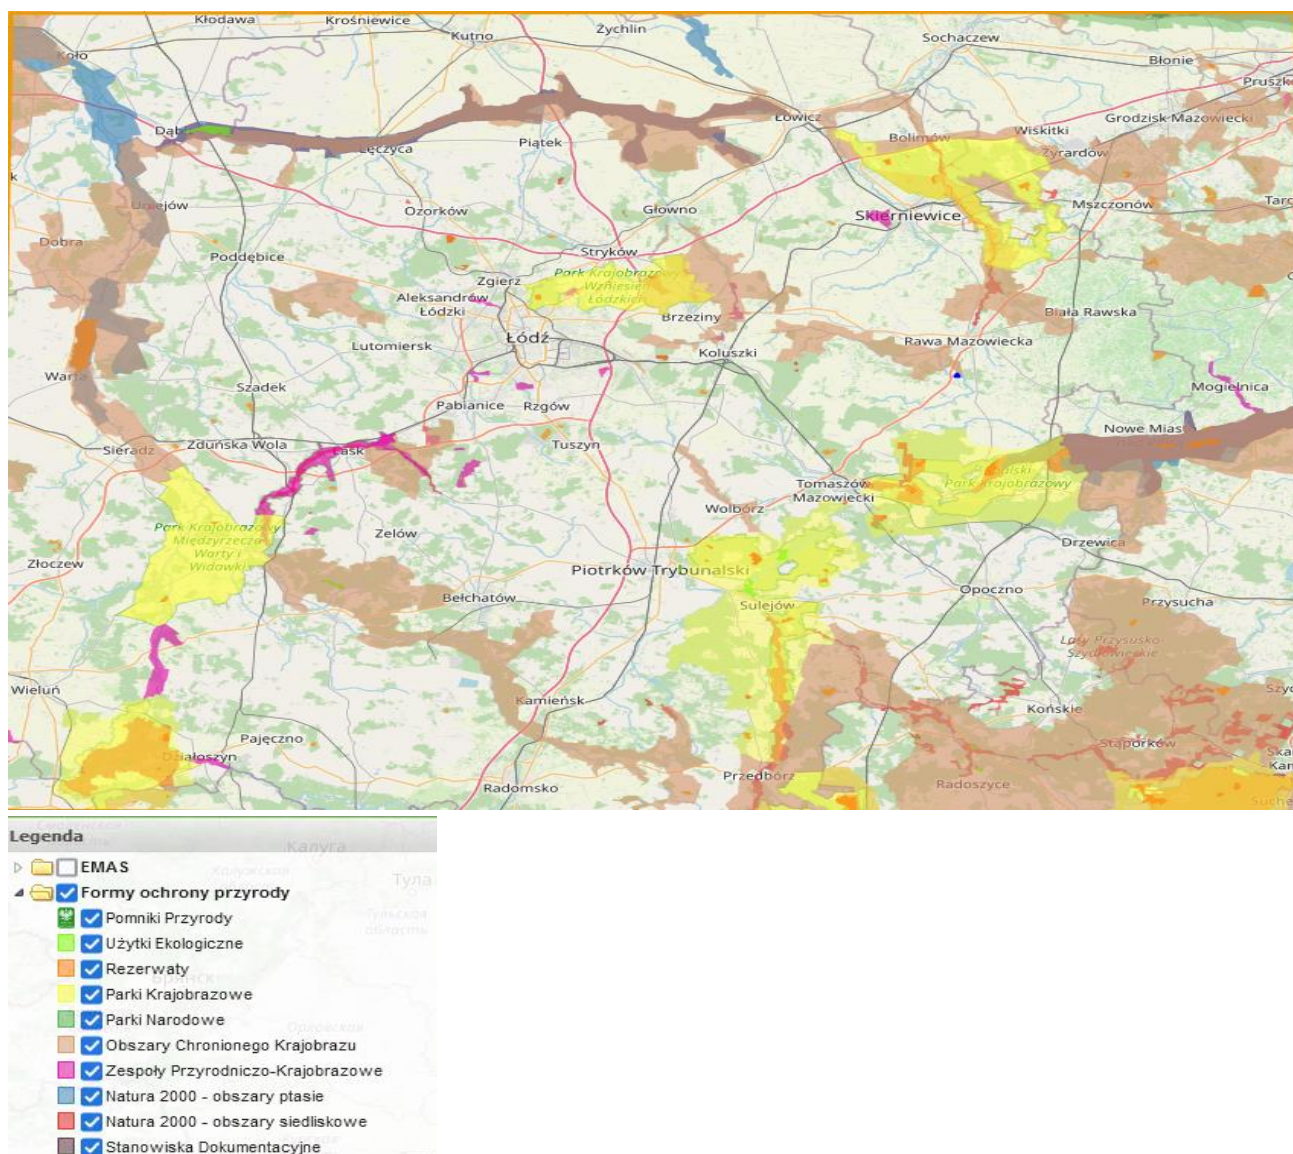 Kłodawa
Krośniewice
Kutno
Żychlin
Sochaczew
Koło
Błonie
Dąb
Łęczyca
Piątek
Łowicz
Bolimów
Wiskitki
Grodzisk Mazowiecki
Żyrardów
Uniejów
Ozorków
Głowno
Skierniewice
Mszczonów
Dobra
Poddębice
Stryków
Zgierz
Park Krajobrazowy
Wzniesień
Łódzkich
Aleksandrów
Łódzki
Brzeziny
Biała Rawska
Łódź
Lutomiersk
Koluszki
Rawa Mazowiecka
Warta
Szadek
Mogielnica
Pabianice
Rzgów
Nowe Miasto
Sieradz
Zduńska Wola
Łask
Tuszyn
Tomaszów
Mazowiecki
Park Krajobrazowy
Wolbórz
Park Krajobrazowy
Międzyrzecza
Warty i
Widawki
Zelów
Drzewica
Złoczew
Piotrków Trybunalski
Bełchatów
Opoczno
Przysucha
Sulejów
Lasy Przysusko-
Szydłowieckie
Wieluń
Kamieńsk
Końskie
Pajęczno
Działoszyn
Stąporków
Przedbórz
Radoszyce
Radomsko
Legenda
Калуга
Тула
EMAS
Formy ochrony przyrody
Pomniki Przyrody
Użytki Ekologiczne
Rezerwaty
Брянск
Parki Krajobrazowe
Parki Narodowe
Obszary Chronionego Krajobrazu
Zespoły Przyrodniczo-Krajobrazowe
Natura 2000 - obszary ptasie
Natura 2000 - obszary siedliskowe
Stanowiska Dokumentacyjne